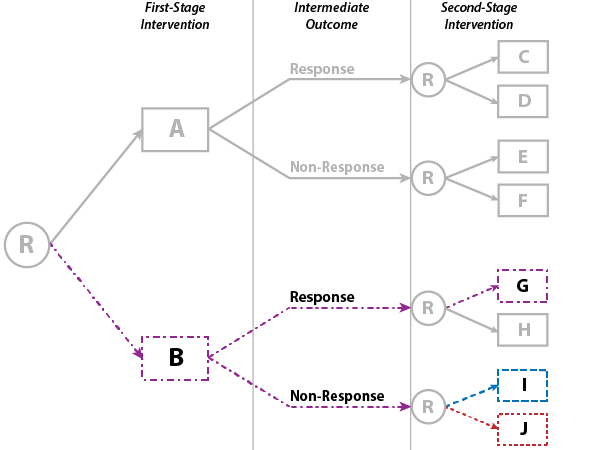 First-Stage
Intervention
Intermediate
Outcome
Second-Stage
Intervention
Response
R
C
D
A
Non-Response
R
E
F
R
Response
R
G
H
B
Non-Response
R
I
J